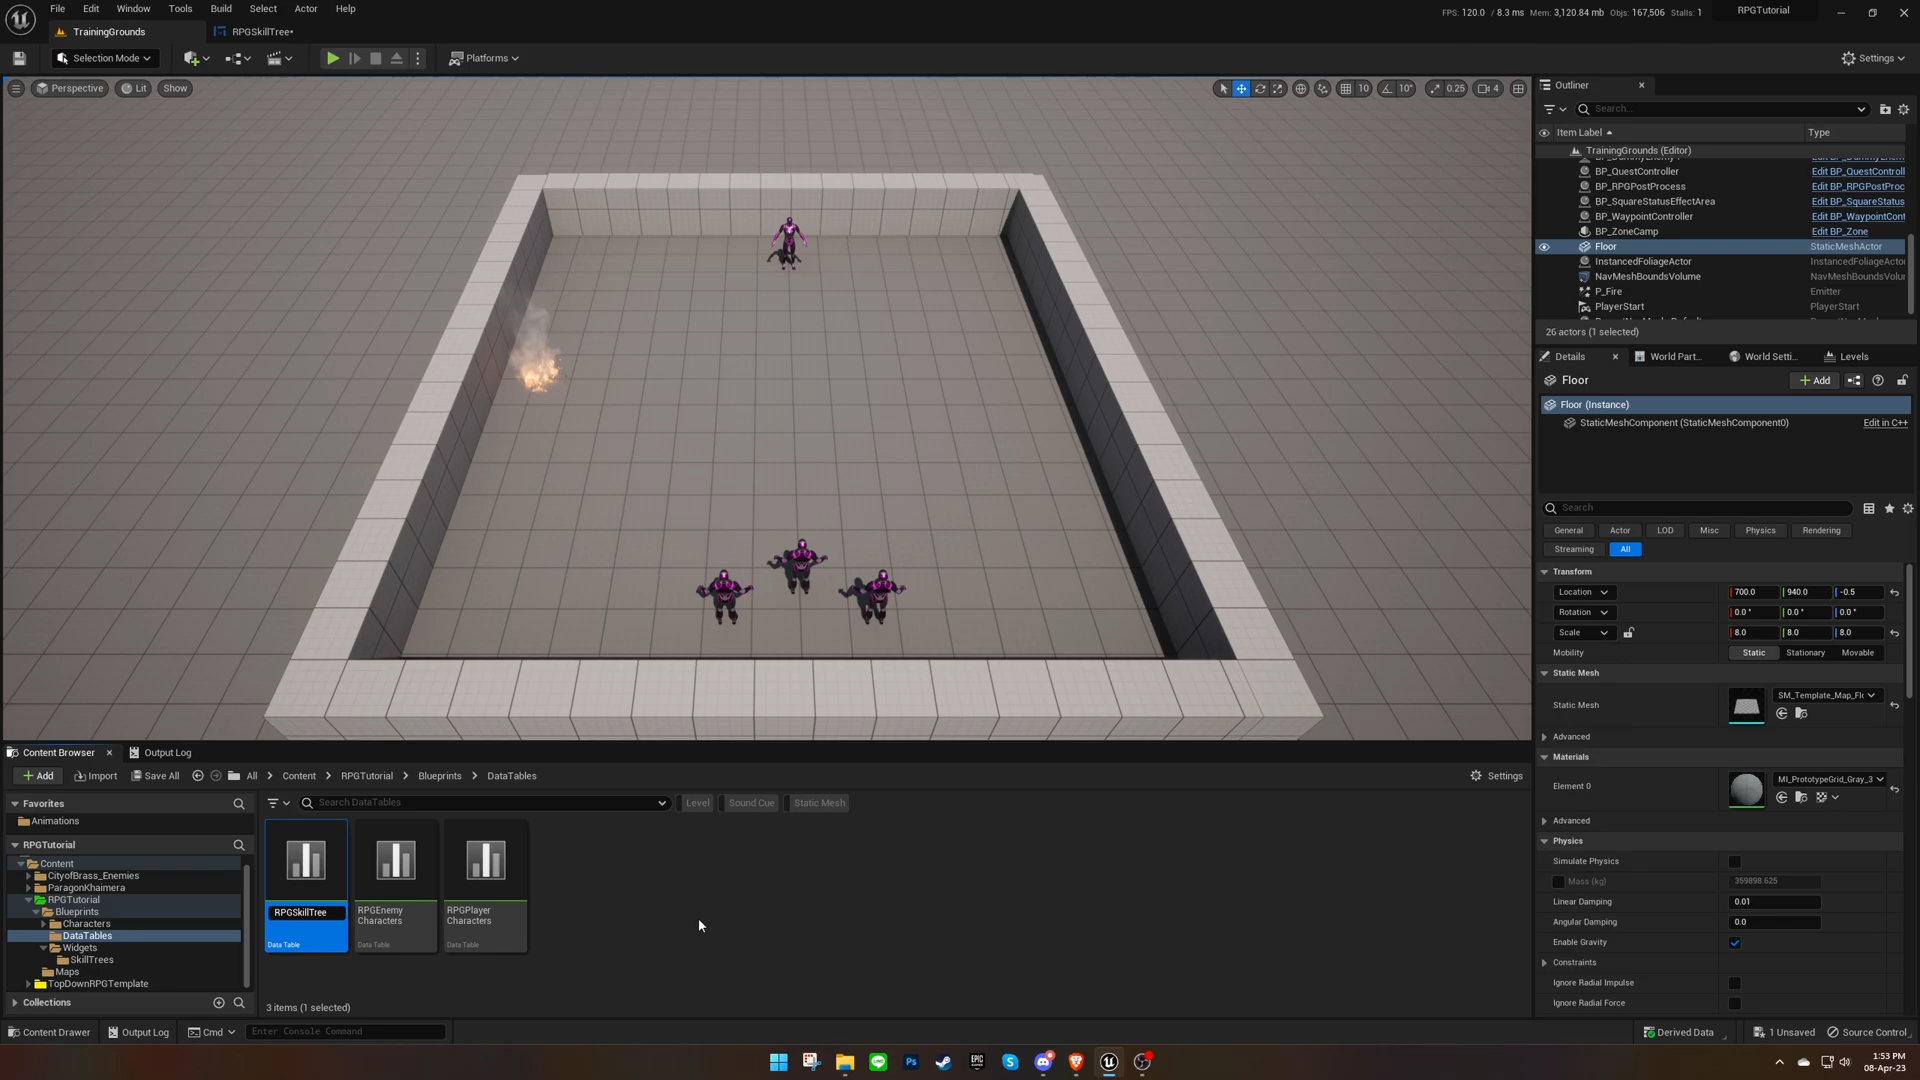 File Edit Window Tools Build Select Actor Help
FPS: 120.0 / 8.3 ms Mem: 3,120.84 mb Objs: 167,506 Stalls: 1 RPGTutorial
TrainingGrounds RPGSkillTree*
Selection Mode Platforms Settings
Perspective Lit Show 10 10° 0.25 4
Outliner
Search...
Item Label Type
TrainingGrounds (Editor)
BP_QuestController Edit BP_QuestControll
BP_RPGPostProcess Edit BP_RPGPostProc
BP_SquareStatusEffectArea Edit BP_SquareStatus
BP_WaypointController Edit BP_WaypointCont
BP_ZoneCamp Edit BP_Zone
Floor StaticMeshActor
InstancedFoliageActor InstancedFoliageActo
NavMeshBoundsVolume NavMeshBoundsVolu
P_Fire Emitter
PlayerStart PlayerStart
26 actors (1 selected)
Details World Part... World Setti... Levels
Floor Add
Floor (Instance)
StaticMeshComponent (StaticMeshComponent0) Edit in C++
Search
General Actor LOD Misc Physics Rendering
Streaming All
Transform
Location 700.0 940.0 -0.5
Rotation 0.0 ° 0.0 ° 0.0 °
Scale 8.0 8.0 8.0
Mobility Static Stationary Movable
Static Mesh
Static Mesh SM_Template_Map_Flo
Advanced
Materials
Element 0 MI_PrototypeGrid_Gray_3
Advanced
Physics
Simulate Physics
Mass (kg) 359898.625
Linear Damping 0.01
Angular Damping 0.0
Enable Gravity
Constraints
Ignore Radial Impulse
Ignore Radial Force
Content Browser Output Log
Add Import Save All All Content RPGTutorial Blueprints DataTables Settings
Favorites
Animations
RPGTutorial
Content
CityofBrass_Enemies
ParagonKhaimera
RPGTutorial
Blueprints
Characters
DataTables
Widgets
SkillTrees
Maps
TopDownRPGTemplate
Collections
Search DataTables Level Sound Cue Static Mesh
RPGSkillTree
Data Table
RPGEnemy
Characters
Data Table
RPGPlayer
Characters
Data Table
3 items (1 selected)
Content Drawer Output Log Cmd Enter Console Command Derived Data 1 Unsaved Source Control
Ps EPIC
1:53 PM
08-Apr-23